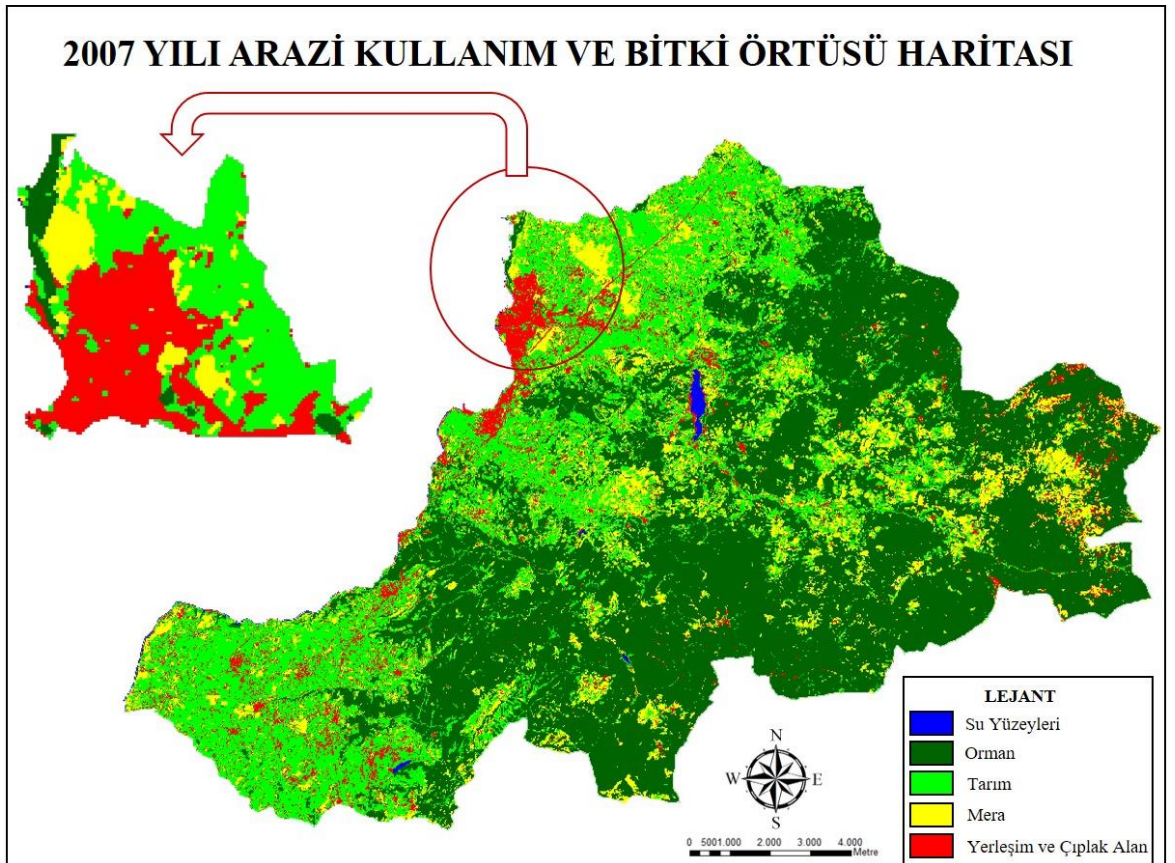 2007 YILI ARAZİ KULLANIM VE BİTKİ ÖRTÜSÜ HARİTASI
N
W E
S
0 5001.000 2.000 3.000 4.000
Metre
LEJANT
Su Yüzeyleri
Orman
Tarım
Mera
Yerleşim ve Çıplak Alan